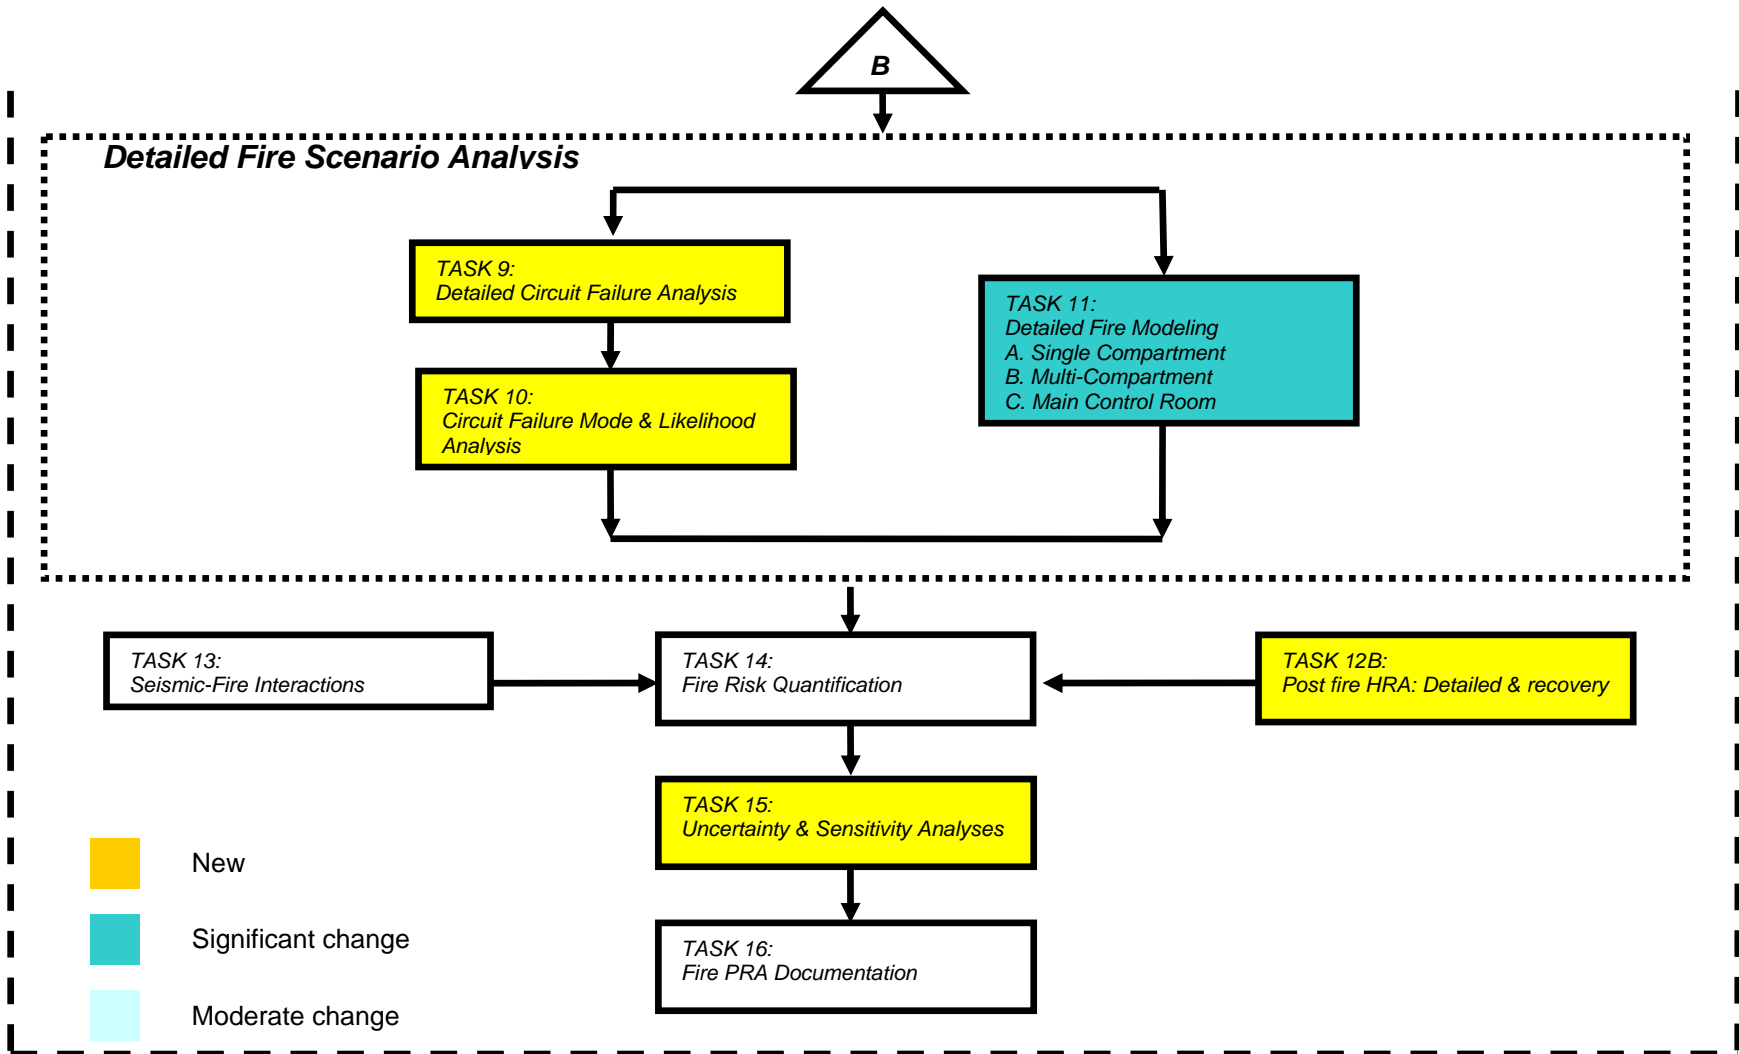 B
Detailed Fire Scenario Analysis
TASK 9:
Detailed Circuit Failure Analysis
TASK 11:
Detailed Fire Modeling
A. Single Compartment
B. Multi-Compartment
C. Main Control Room
TASK 10:
Circuit Failure Mode & Likelihood
Analysis
TASK 13:
Seismic-Fire Interactions
TASK 14:
Fire Risk Quantification
TASK 12B:
Post fire HRA: Detailed & recovery
TASK 15:
Uncertainty & Sensitivity Analyses
New
Significant change
TASK 16:
Fire PRA Documentation
Moderate change